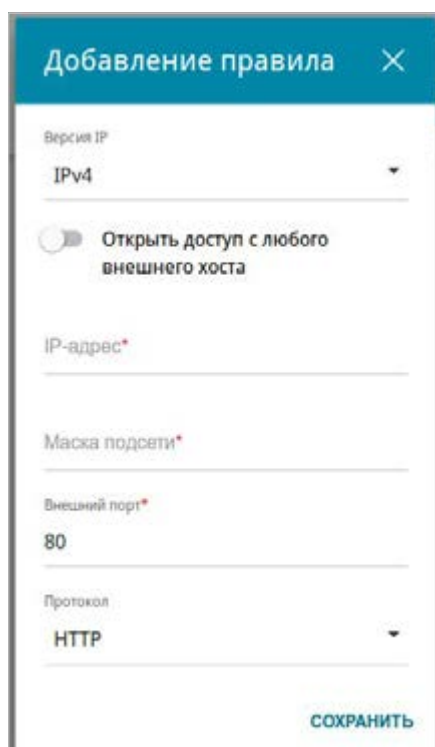 Добавление правила
Версия IP
IPv4
Открыть доступ с любого
внешнего хоста
IP-адрес*
Маска подсети*
Внешний порт*
80
Протокол
HTTP
СОХРАНИТЬ